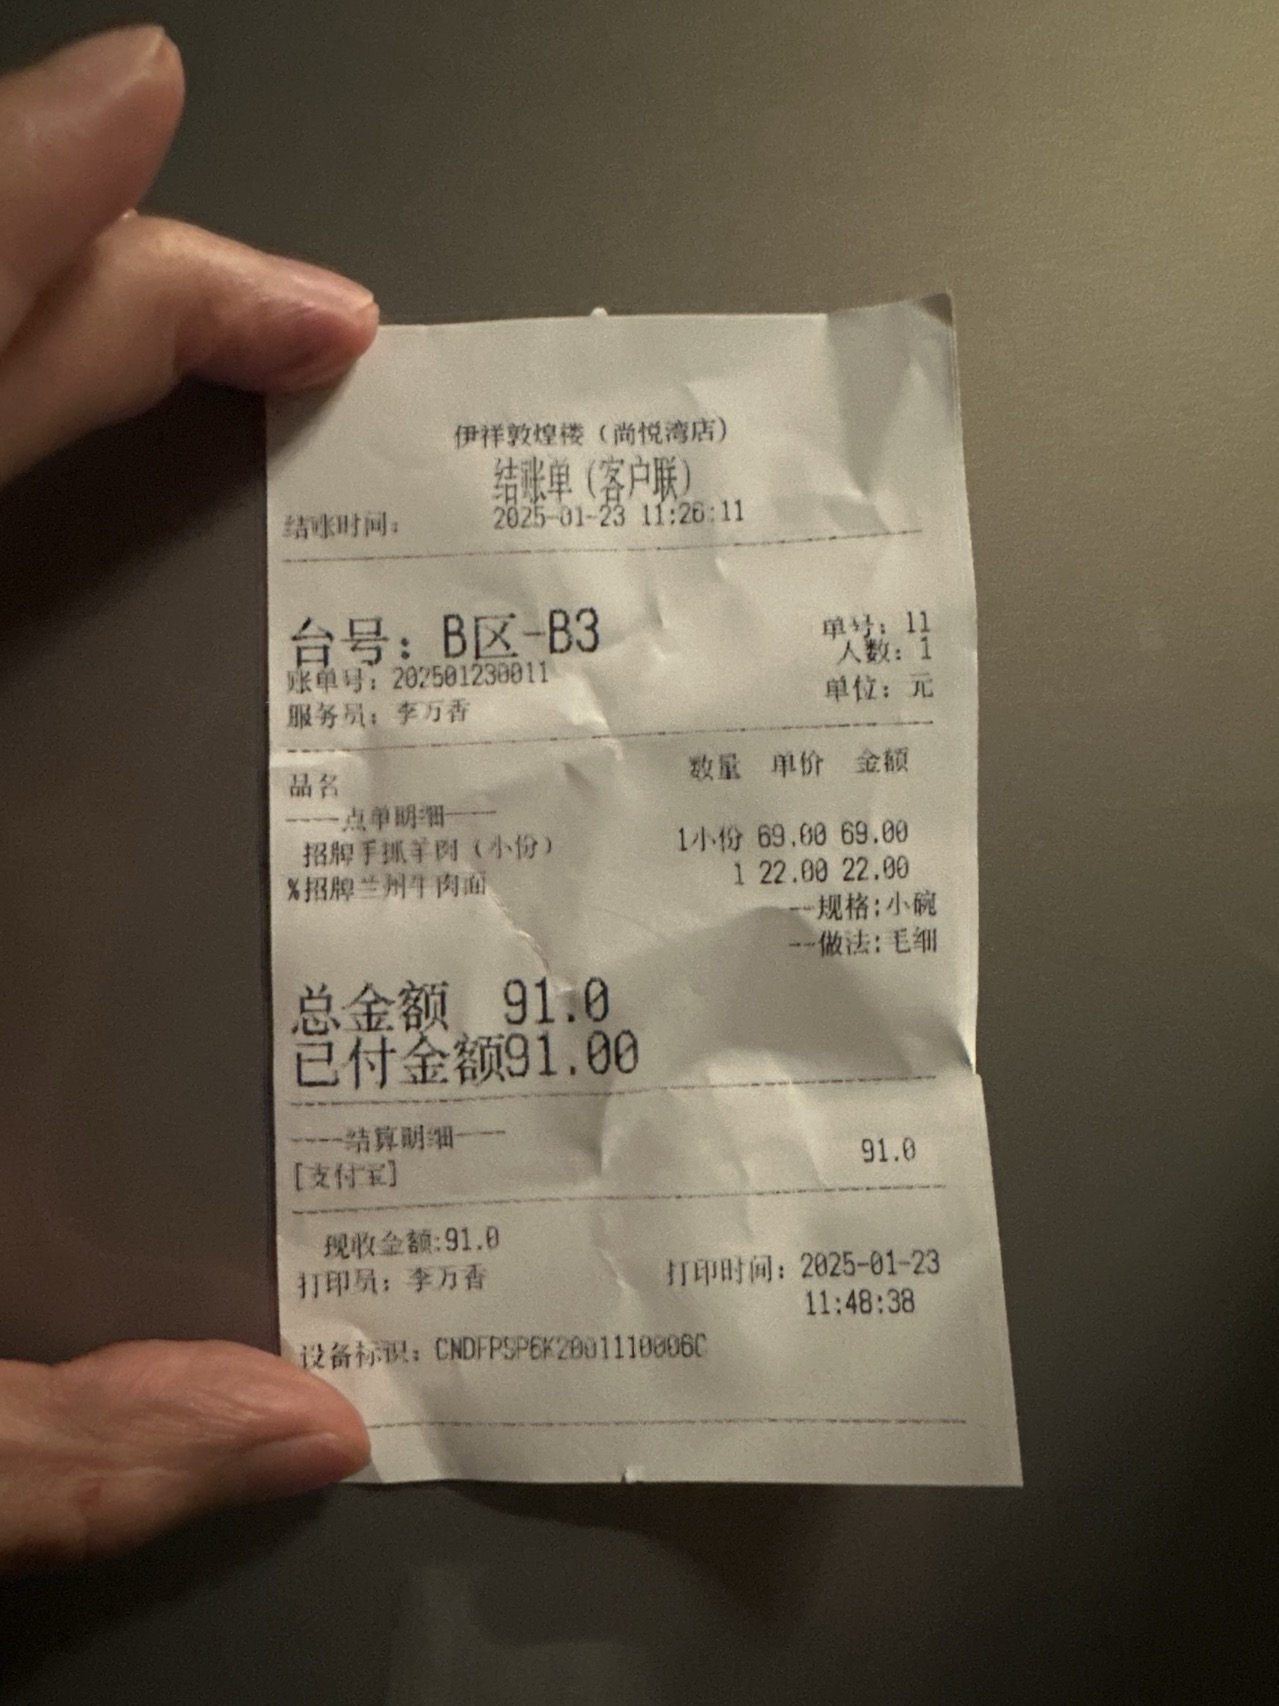 伊祥敦煌楼（尚悦湾店）
结账单（客户联）
结账时间： 2025-01-23 11:26:11
台号：B区-B3 单号：11
人数：1
账单号：202501230011 单位：元
服务员：李万香
品名 数量 单价 金额
----点单明细----
招牌手抓羊肉（小份） 1小份 69.00 69.00
%招牌兰州牛肉面 1 22.00 22.00
--规格:小碗
--做法:毛细
总金额 91.0
已付金额91.00
----结算明细----
[支付宝] 91.0
现收金额:91.0
打印员：李万香 打印时间：2025-01-23
11:48:38
设备标识：